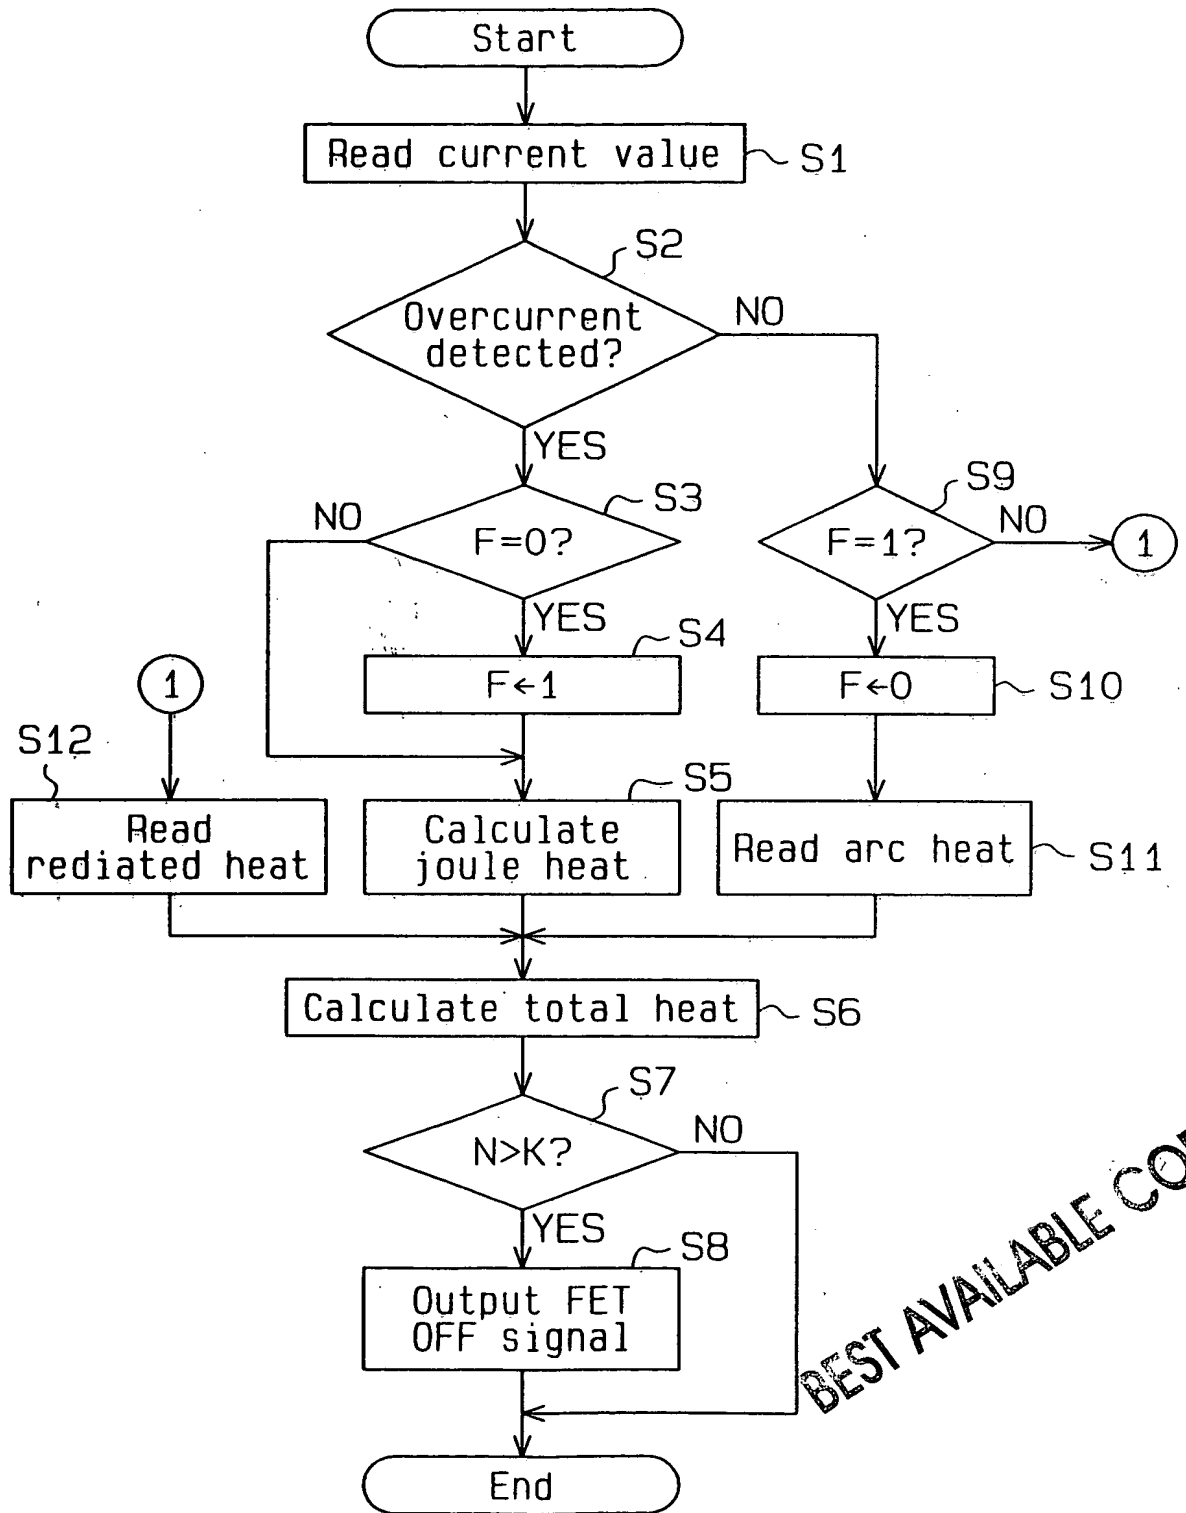 Start
Read current value
S1
S2
Overcurrent
detected?
NO
YES
S3
NO
F=0?
S9
F=1?
NO
1
YES
YES
S4
F←1
F←0
S10
1
S12
Read
rediated heat
S5
Calculate
joule heat
Read arc heat
S11
Calculate total heat
S6
S7
N>K?
NO
YES
S8
Output FET
OFF signal
BEST AVAILABLE
End